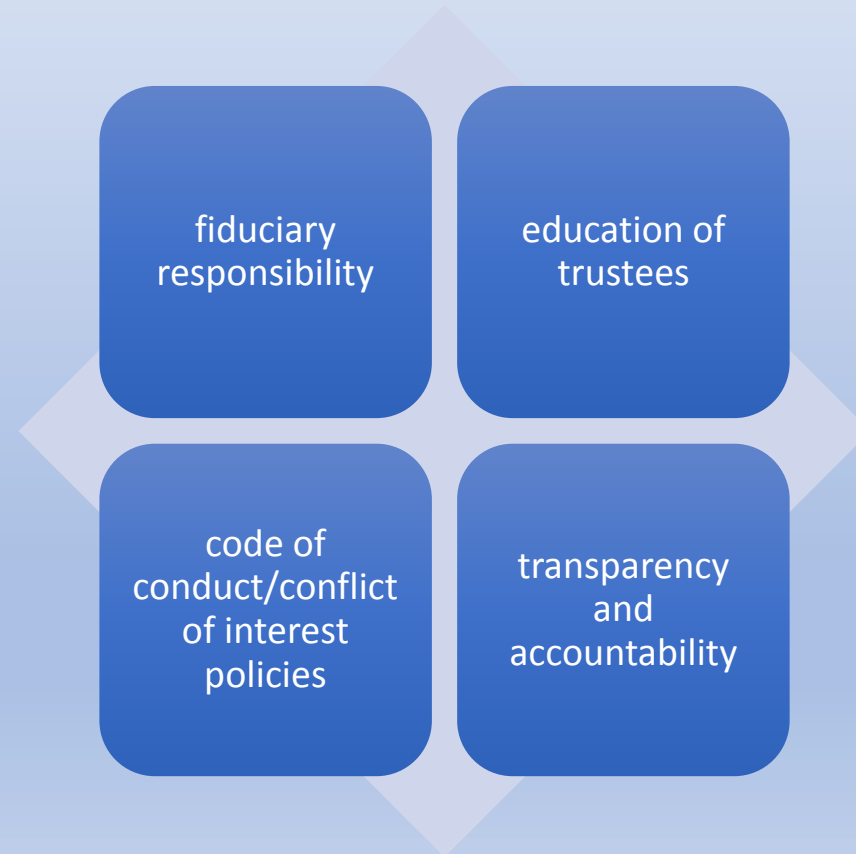 fiduciary
responsibility
education of
trustees
code of
conduct/conflict
of interest
policies
transparency
and
accountability